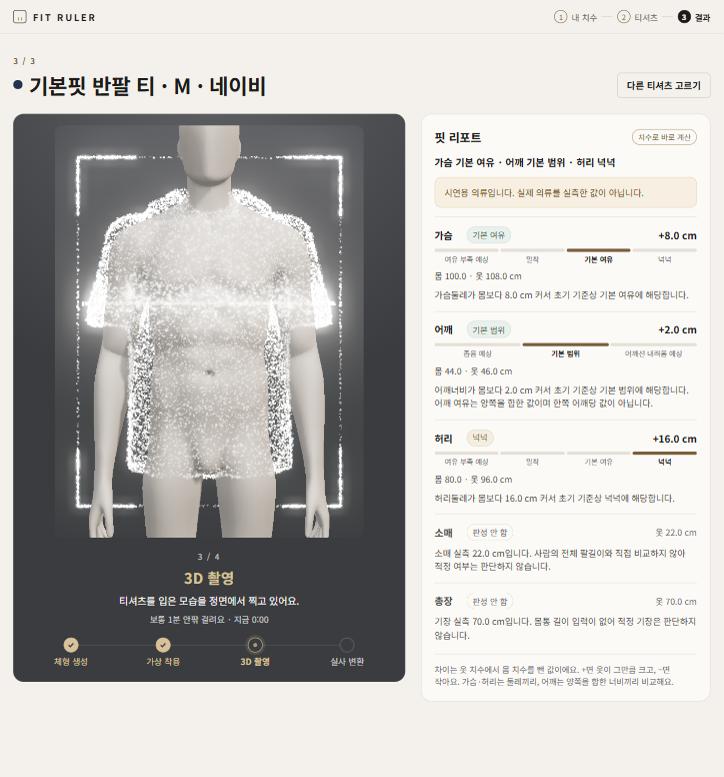 FIT RULER
1 내 치수 2 티셔츠 3 결과
3 / 3
기본핏 반팔 티 · M · 네이비
다른 티셔츠 고르기
핏 리포트
치수로 바로 계산
가슴 기본 여유 · 어깨 기본 범위 · 허리 넉넉
시연용 의류입니다. 실제 의류를 실측한 값이 아닙니다.
가슴 기본 여유 +8.0 cm
여유 부족 예상 밀착 기본 여유 넉넉
몸 100.0 · 옷 108.0 cm
가슴둘레가 몸보다 8.0 cm 커서 초기 기준상 기본 여유에 해당합니다.
어깨 기본 범위 +2.0 cm
좁음 예상 기본 범위 어깨선 내려옴 예상
몸 44.0 · 옷 46.0 cm
어깨너비가 몸보다 2.0 cm 커서 초기 기준상 기본 범위에 해당합니다.
어깨 여유는 양쪽을 합한 값이며 한쪽 어깨당 값이 아닙니다.
허리 넉넉 +16.0 cm
여유 부족 예상 밀착 기본 여유 넉넉
몸 80.0 · 옷 96.0 cm
허리둘레가 몸보다 16.0 cm 커서 초기 기준상 넉넉에 해당합니다.
소매 판정 안 함 옷 22.0 cm
소매 실측 22.0 cm입니다. 사람의 전체 팔길이와 직접 비교하지 않아
적정 여부는 판단하지 않습니다.
총장 판정 안 함 옷 70.0 cm
기장 실측 70.0 cm입니다. 몸통 길이 입력이 없어 적정 기장은 판단하지
않습니다.
차이는 옷 치수에서 몸 치수를 뺀 값이에요. +면 옷이 그만큼 크고, −면
작아요. 가슴·허리는 둘레끼리, 어깨는 양쪽을 합한 너비끼리 비교해요.
3 / 4
3D 촬영
티셔츠를 입은 모습을 정면에서 찍고 있어요.
보통 1분 안팎 걸려요 · 지금 0:00
체형 생성 가상 착용 3D 촬영 실사 변환